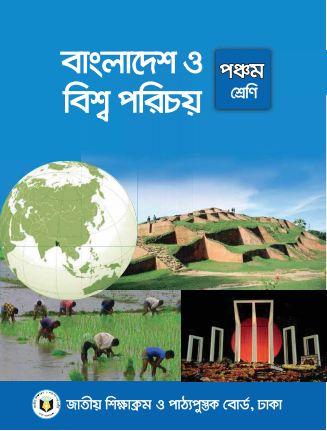 বাংলাদেশ ও
বিশ্ব পরিচয়
পঞ্চম
শ্রেণি
জাতীয় শিক্ষাক্রম ও পাঠ্যপুস্তক বোর্ড, ঢাকা